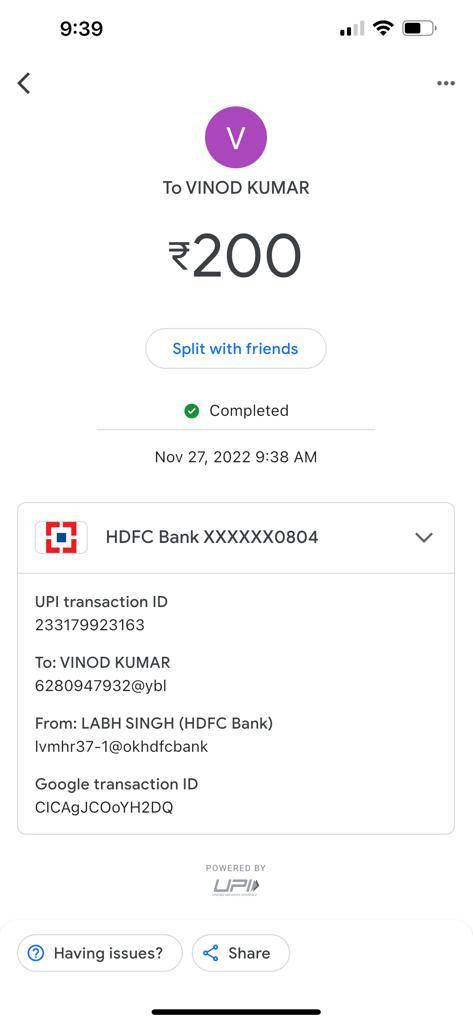 9:39
V
To VINOD KUMAR
₹200
Split with friends
Completed
Nov 27, 2022 9:38 AM
HDFC Bank XXXXXX0804
UPI transaction ID
233179923163
To: VINOD KUMAR
6280947932@ybl
From: LABH SINGH (HDFC Bank)
lvmhr37-1@okhdfcbank
Google transaction ID
CICAgJCOoYH2DQ
POWERED BY
UPI
Having issues?
Share